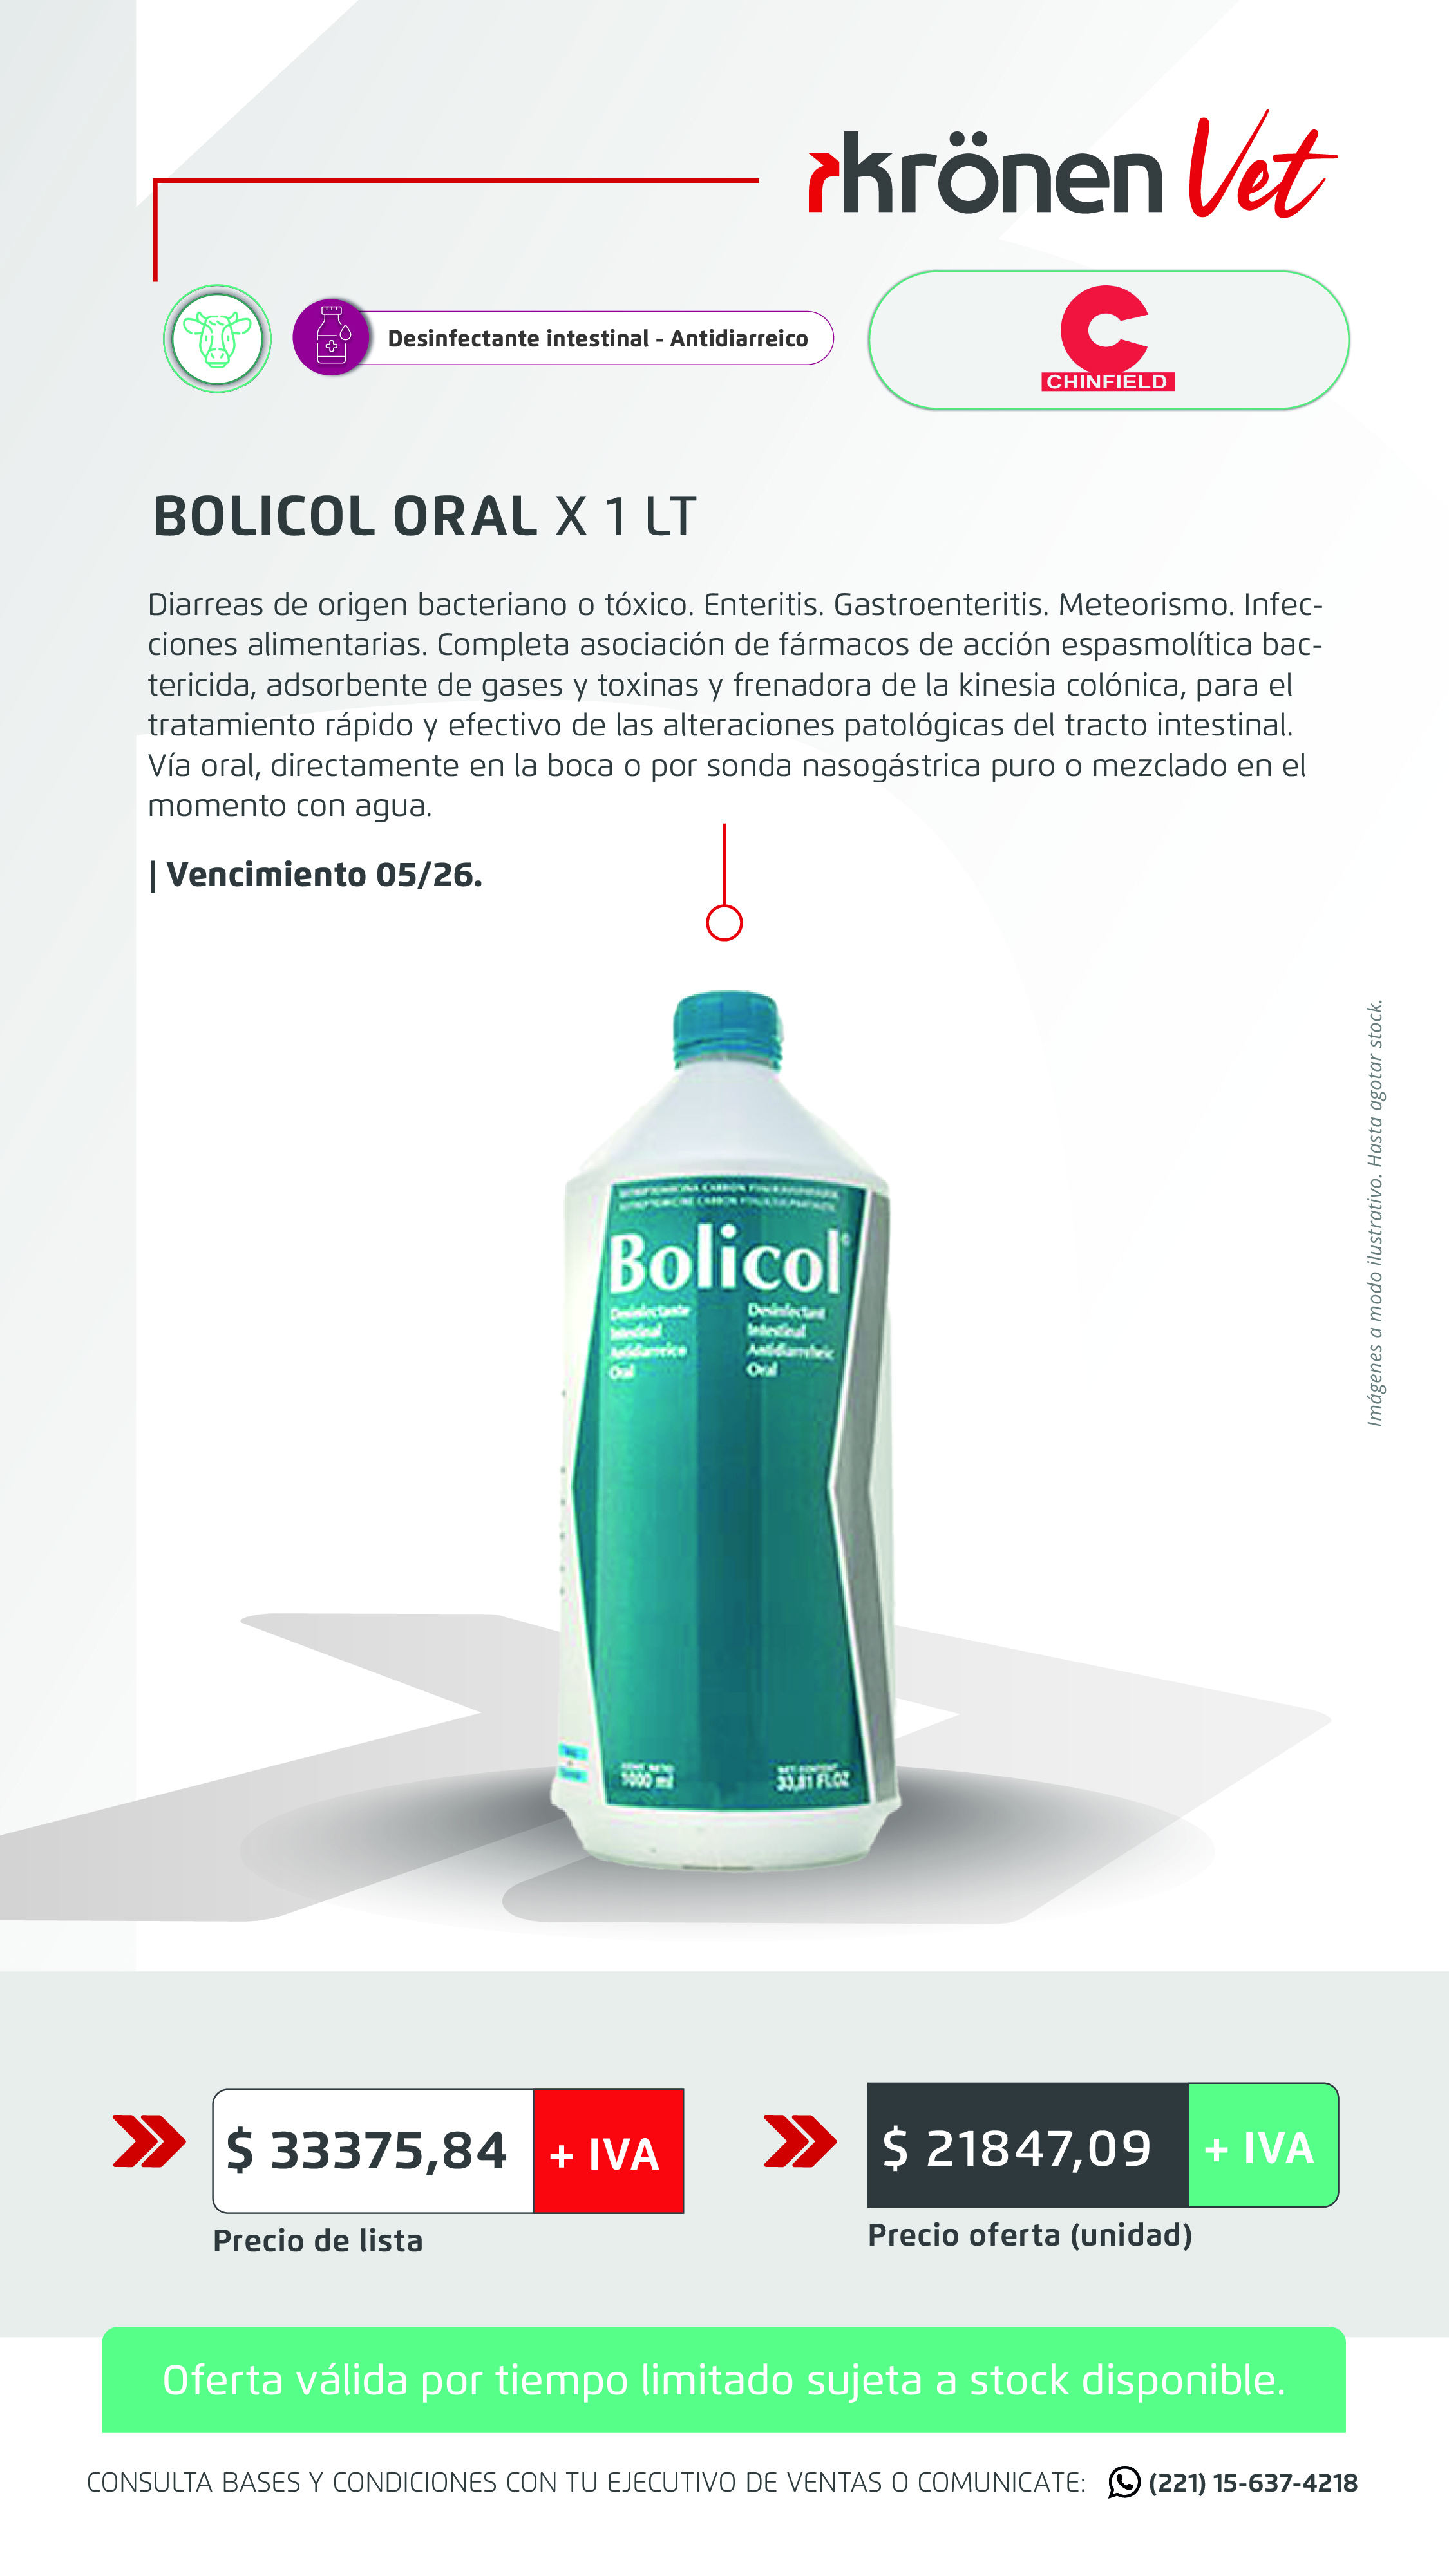 krönen Vet
Desinfectante intestinal - Antidiarreico
CHINFIELD
BOLICOL ORAL X 1 LT
Diarreas de origen bacteriano o tóxico. Enteritis. Gastroenteritis. Meteorismo. Infec-
ciones alimentarias. Completa asociación de fármacos de acción espasmolítica bac-
tericida, adsorbente de gases y toxinas y frenadora de la kinesia colónica, para el
tratamiento rápido y efectivo de las alteraciones patológicas del tracto intestinal.
Vía oral, directamente en la boca o por sonda nasogástrica puro o mezclado en el
momento con agua.
| Vencimiento 05/26.
Imágenes a modo ilustrativo. Hasta agotar stock.
Bolicol
Desinfectante Desinfectant
Intestinal Intestinal
Antidiarreico Antidiarrheic
Oral Oral
1000 ml 33,81 FL.OZ
$ 33375,84 + IVA
Precio de lista
$ 21847,09 + IVA
Precio oferta (unidad)
Oferta válida por tiempo limitado sujeta a stock disponible.
CONSULTA BASES Y CONDICIONES CON TU EJECUTIVO DE VENTAS O COMUNICATE: (221) 15-637-4218